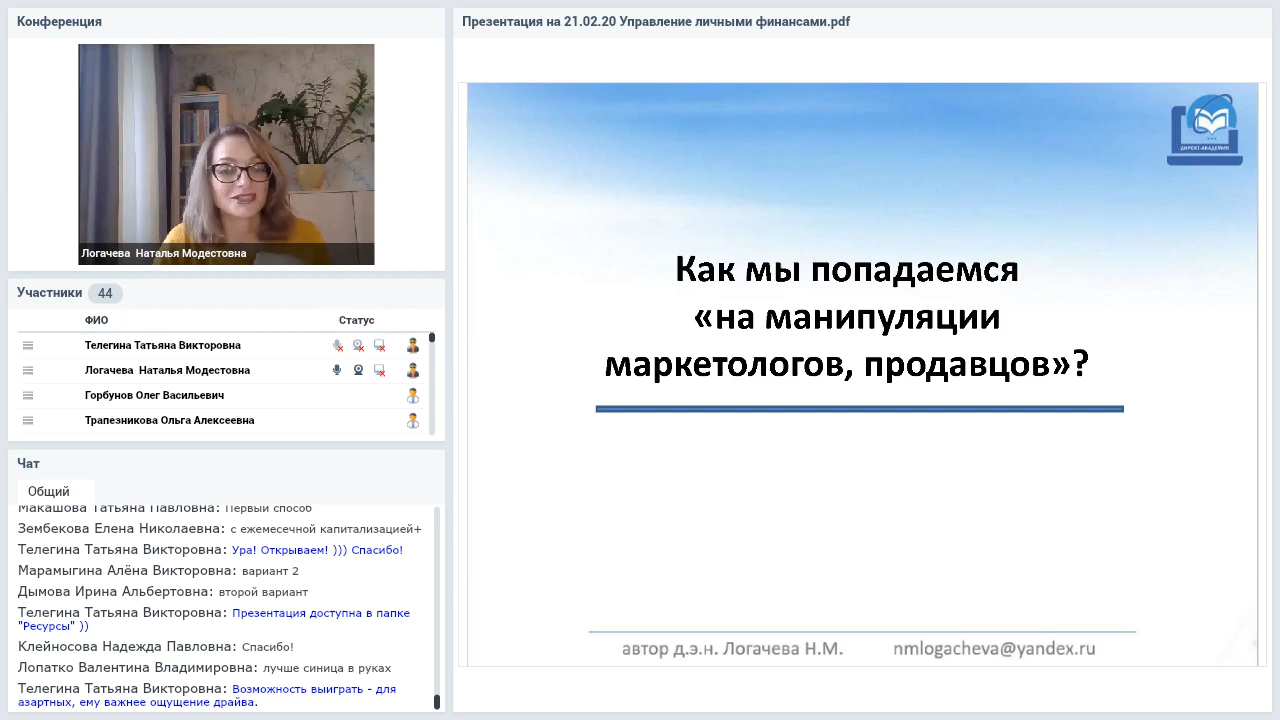 Конференция
Логачева Наталья Модестовна
Участники 44
ФИО Статус
Телегина Татьяна Викторовна
Логачева Наталья Модестовна
Горбунов Олег Васильевич
Трапезникова Ольга Алексеевна
Чат
Общий
Макашова Татьяна Павловна: Первый способ
Зембекова Елена Николаевна: с ежемесечной капитализацией+
Телегина Татьяна Викторовна: Ура! Открываем! ))) Спасибо!
Марамыгина Алёна Викторовна: вариант 2
Дымова Ирина Альбертовна: второй вариант
Телегина Татьяна Викторовна: Презентация доступна в папке
"Ресурсы" ))
Клейносова Надежда Павловна: Спасибо!
Лопатко Валентина Владимировна: лучше синица в руках
Телегина Татьяна Викторовна: Возможность выиграть - для
азартных, ему важнее ощущение драйва.
Презентация на 21.02.20 Управление личными финансами.pdf
ДИРЕКТ-АКАДЕМИЯ
Как мы попадаемся
«на манипуляции
маркетологов, продавцов»?
автор д.э.н. Логачева Н.М. nmlogacheva@yandex.ru